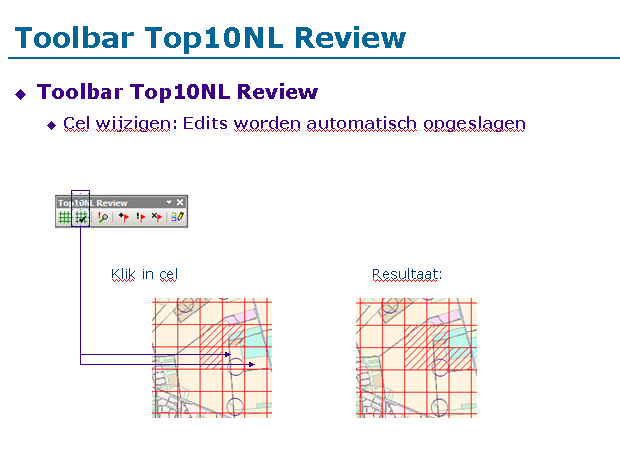 Toolbar Top10NL Review
Toolbar Top10NL Review
Cel wijzigen: Edits worden automatisch opgeslagen
Top10NL Review
Klik in cel
Resultaat: